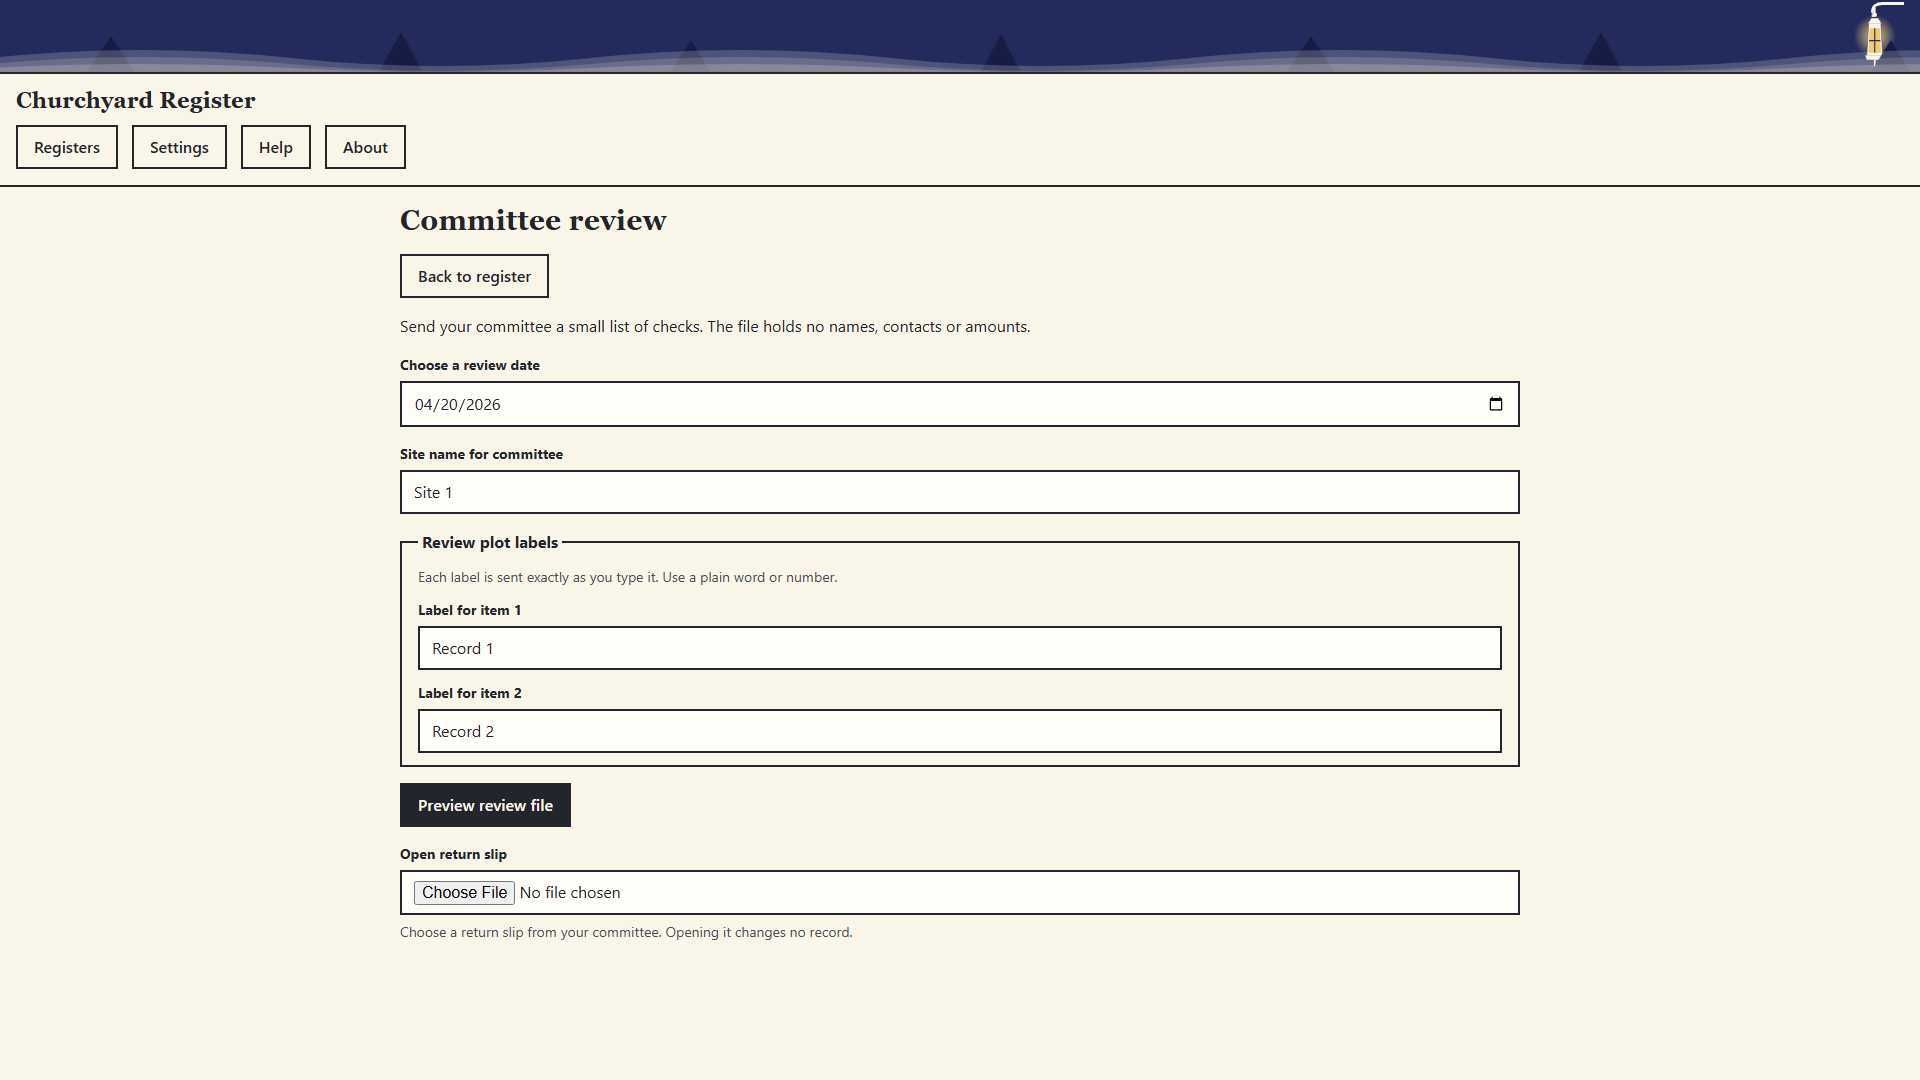 Churchyard Register
Registers
Settings
Help
About
Committee review
Back to register
Send your committee a small list of checks. The file holds no names, contacts or amounts.
Choose a review date
04/20/2026
Site name for committee
Site 1
Review plot labels
Each label is sent exactly as you type it. Use a plain word or number.
Label for item 1
Record 1
Label for item 2
Record 2
Preview review file
Open return slip
Choose File No file chosen
Choose a return slip from your committee. Opening it changes no record.